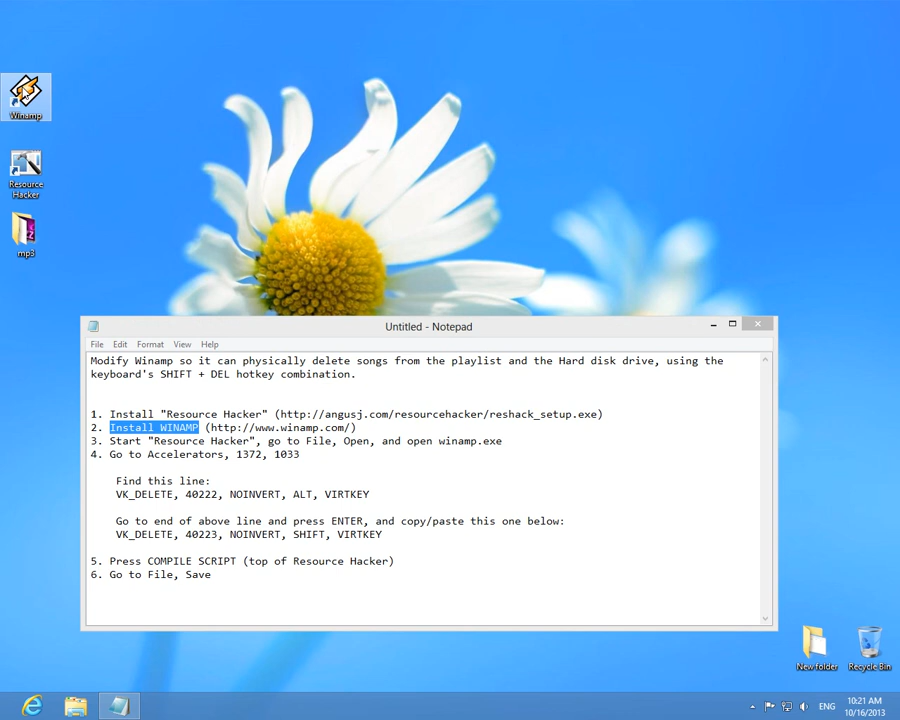 Winamp
Resource
Hacker
mp3
Untitled - Notepad
File Edit Format View Help
Modify Winamp so it can physically delete songs from the playlist and the Hard disk drive, using the
keyboard's SHIFT + DEL hotkey combination.
1. Install "Resource Hacker" (http://angusj.com/resourcehacker/reshack_setup.exe)
2. Install WINAMP (http://www.winamp.com/)
3. Start "Resource Hacker", go to File, Open, and open winamp.exe
4. Go to Accelerators, 1372, 1033
Find this line:
VK_DELETE, 40222, NOINVERT, ALT, VIRTKEY
Go to end of above line and press ENTER, and copy/paste this one below:
VK_DELETE, 40223, NOINVERT, SHIFT, VIRTKEY
5. Press COMPILE SCRIPT (top of Resource Hacker)
6. Go to File, Save
New folder
Recycle Bin
ENG
10:21 AM
10/16/2013